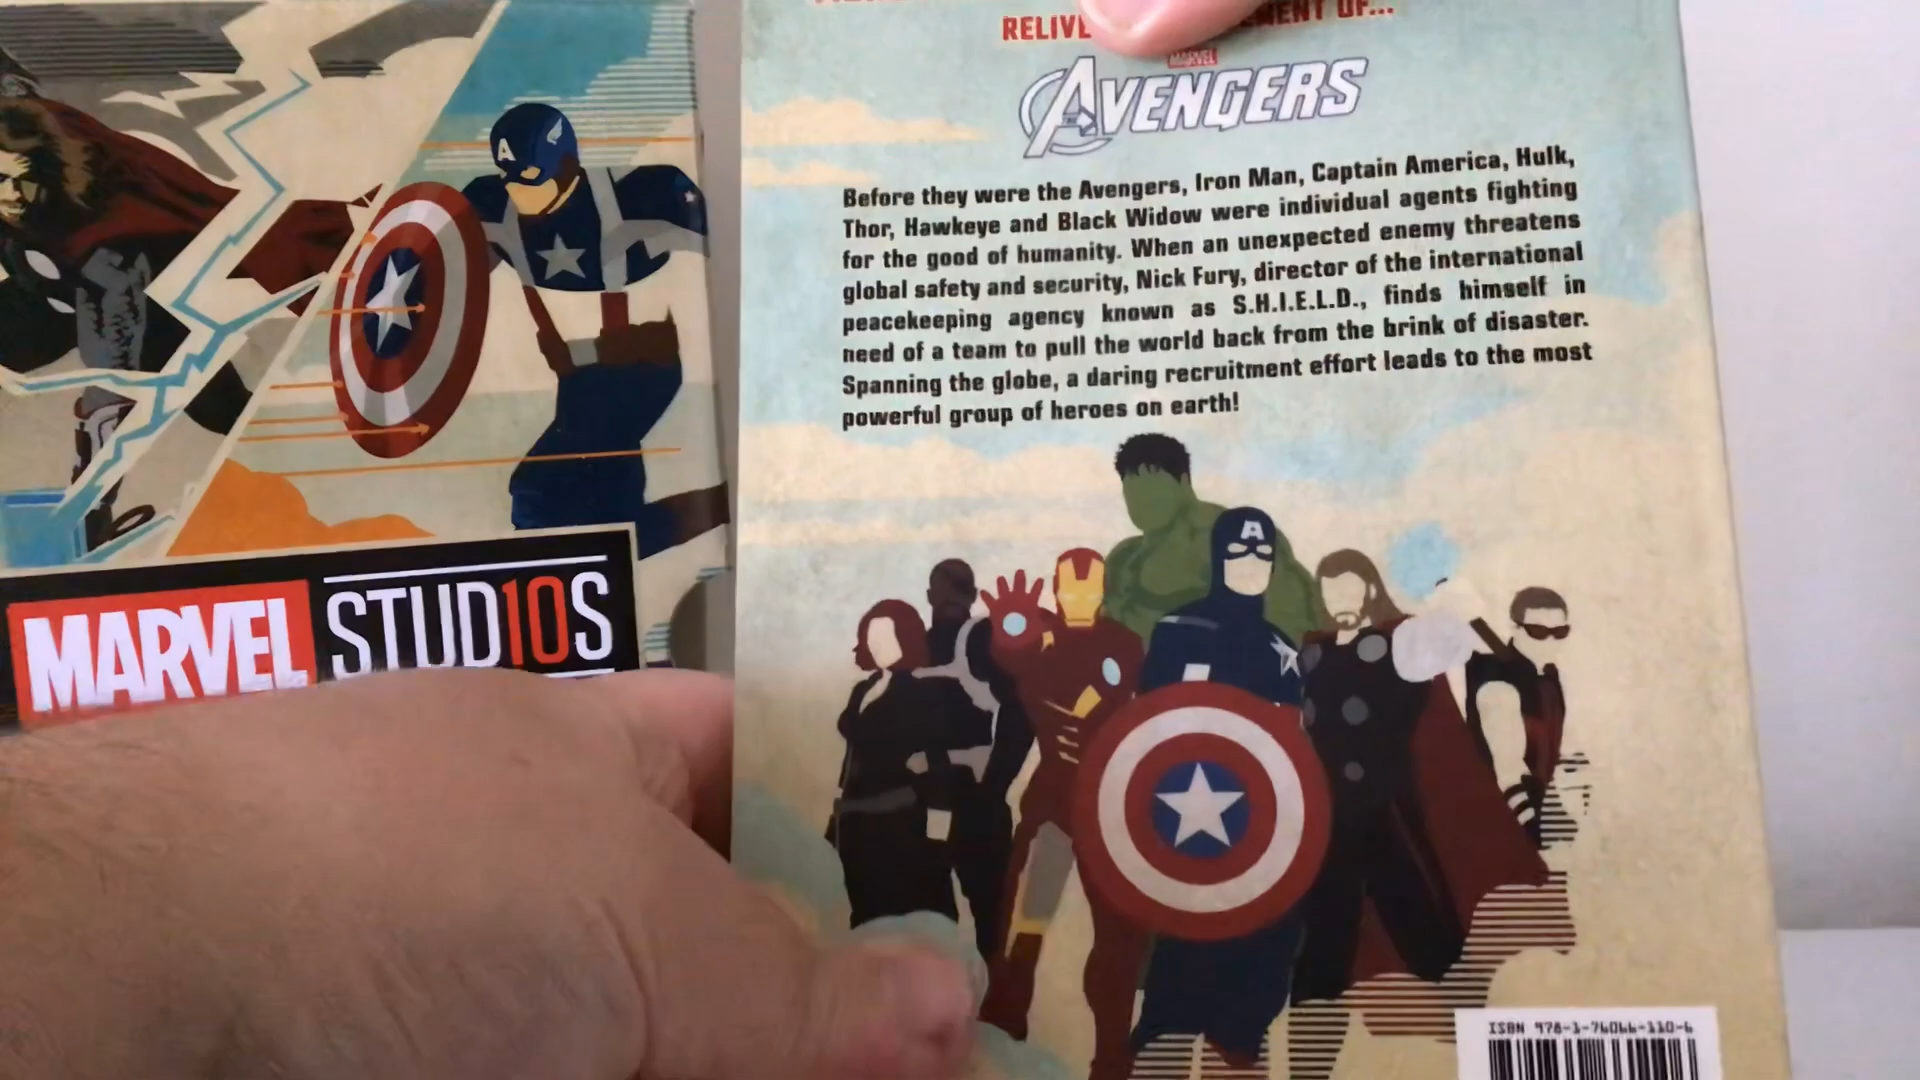 RELIVE
OF...
MARVEL
THE AVENGERS
Before they were the Avengers, Iron Man, Captain America, Hulk,
Thor, Hawkeye and Black Widow were individual agents fighting
for the good of humanity. When an unexpected enemy threatens
global safety and security, Nick Fury, director of the international
peacekeeping agency known as S.H.I.E.L.D., finds himself in
need of a team to pull the world back from the brink of disaster.
Spanning the globe, a daring recruitment effort leads to the most
powerful group of heroes on earth!
A
A
MARVEL STUD10S
ISBN 978-1-76066-110-6